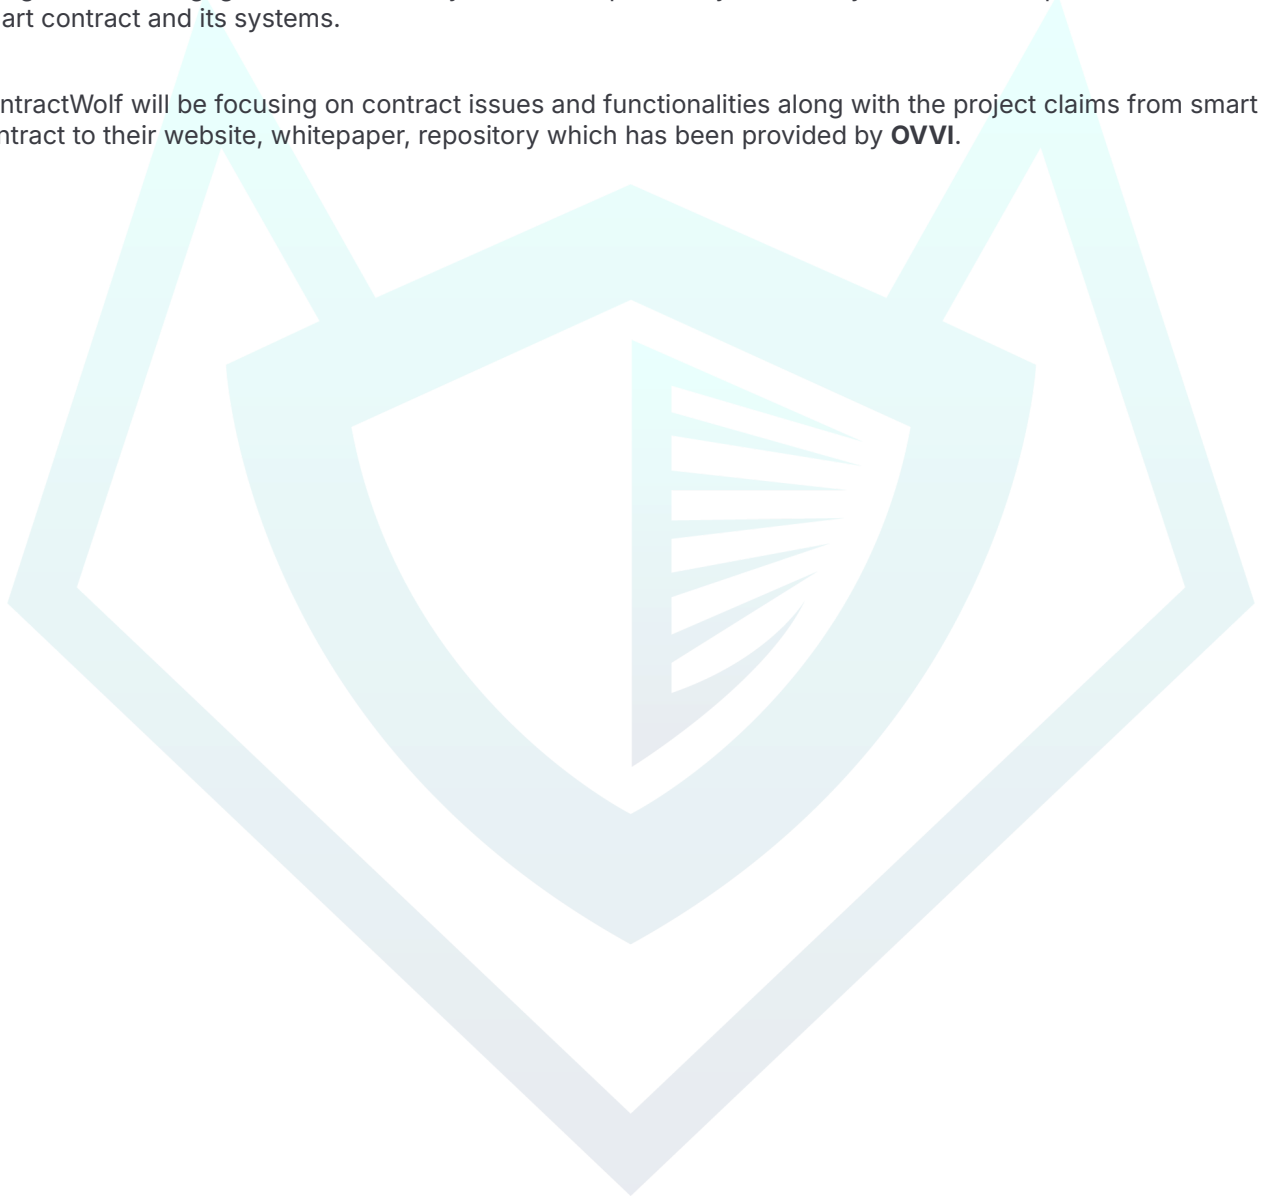 art contract and its systems.
ntractWolf will be focusing on contract issues and functionalities along with the project claims from smart
ntract to their website, whitepaper, repository which has been provided by OVVI.